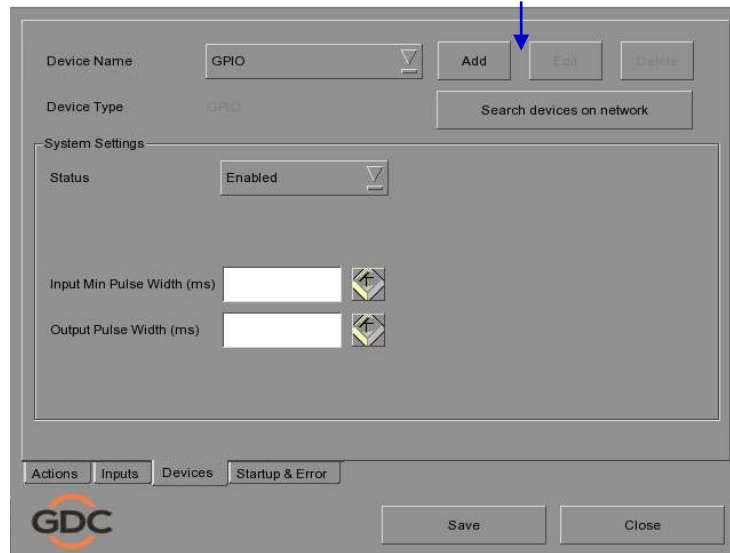 Device Name GPIO Add Edit Delete
Device Type GPIO Search devices on network
System Settings
Status Enabled
Input Min Pulse Width (ms)
Output Pulse Width (ms)
Actions Inputs Devices Startup & Error
GDC Save Close